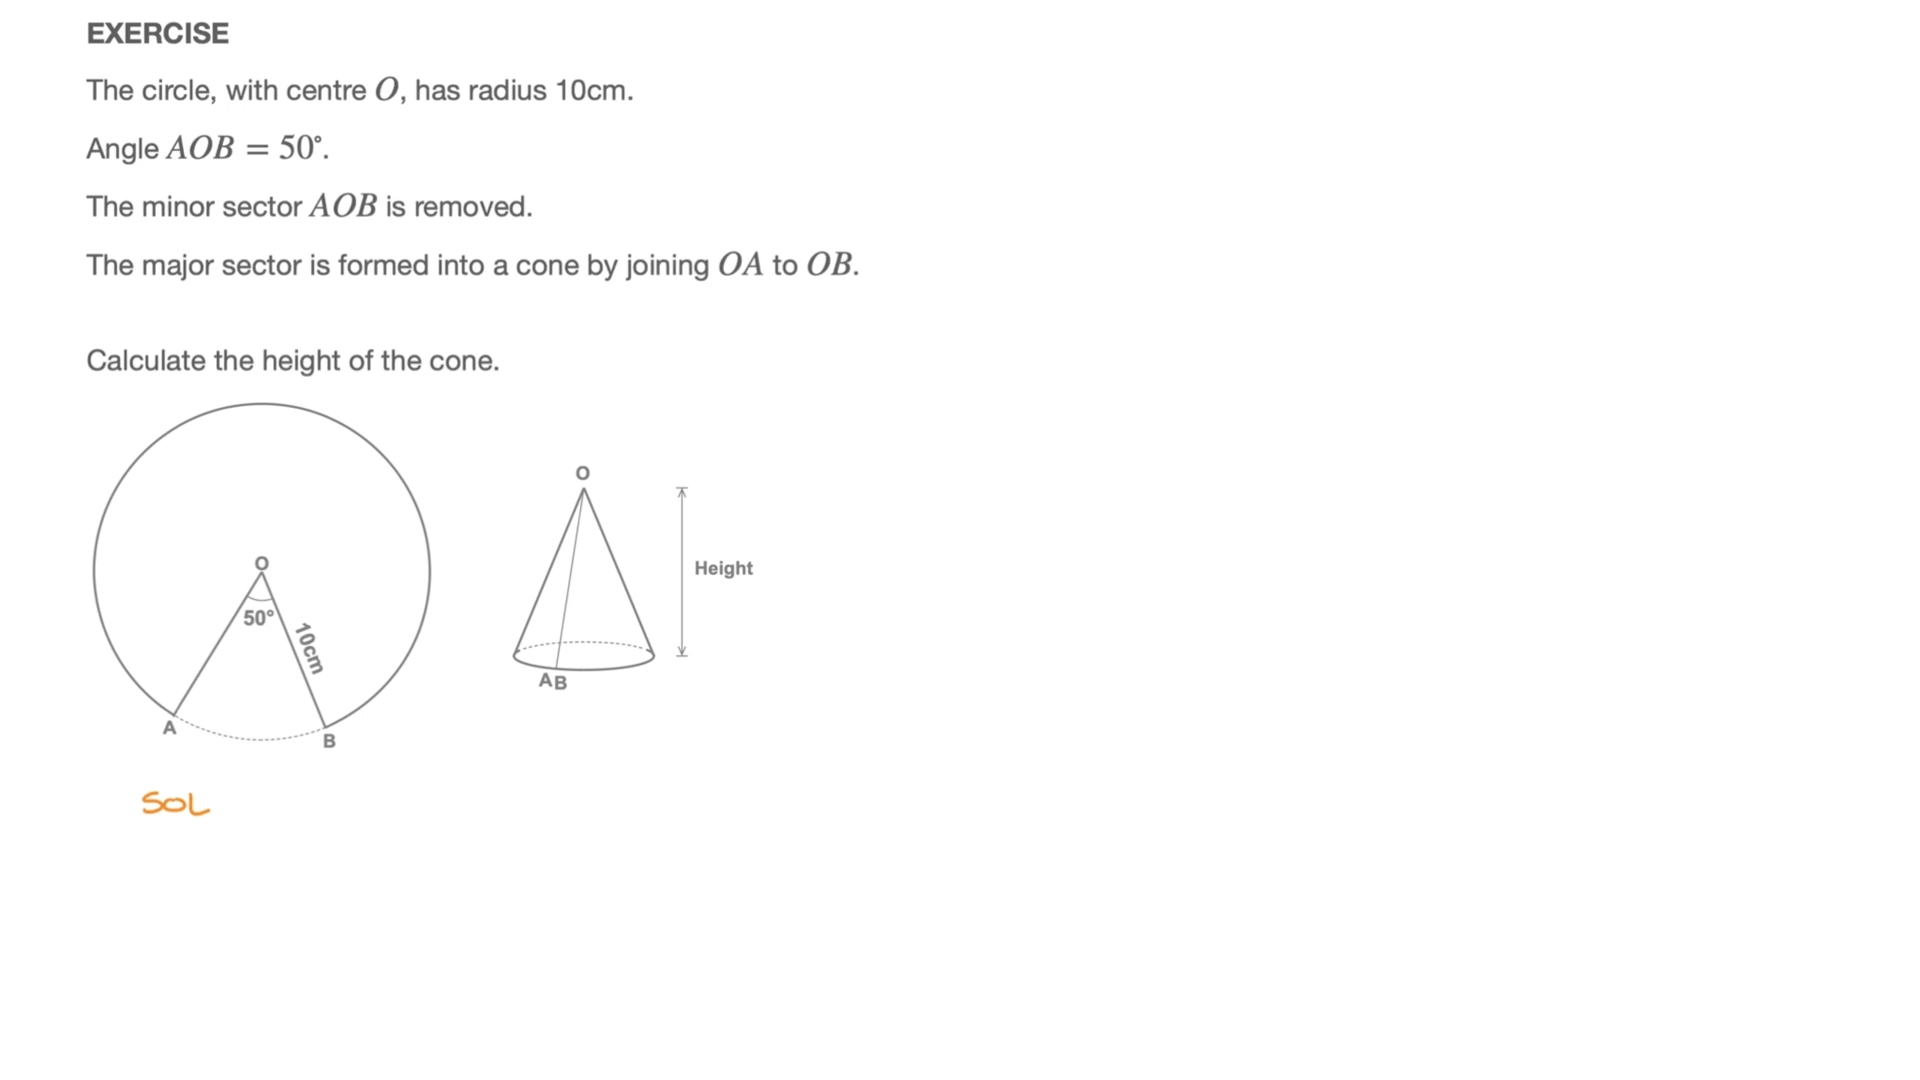 EXERCISE
The circle, with centre O, has radius 10cm.
Angle AOB = 50°.
The minor sector AOB is removed.
The major sector is formed into a cone by joining OA to OB.
Calculate the height of the cone.
O
50°
10cm
A
B
O
Height
A B
SOL